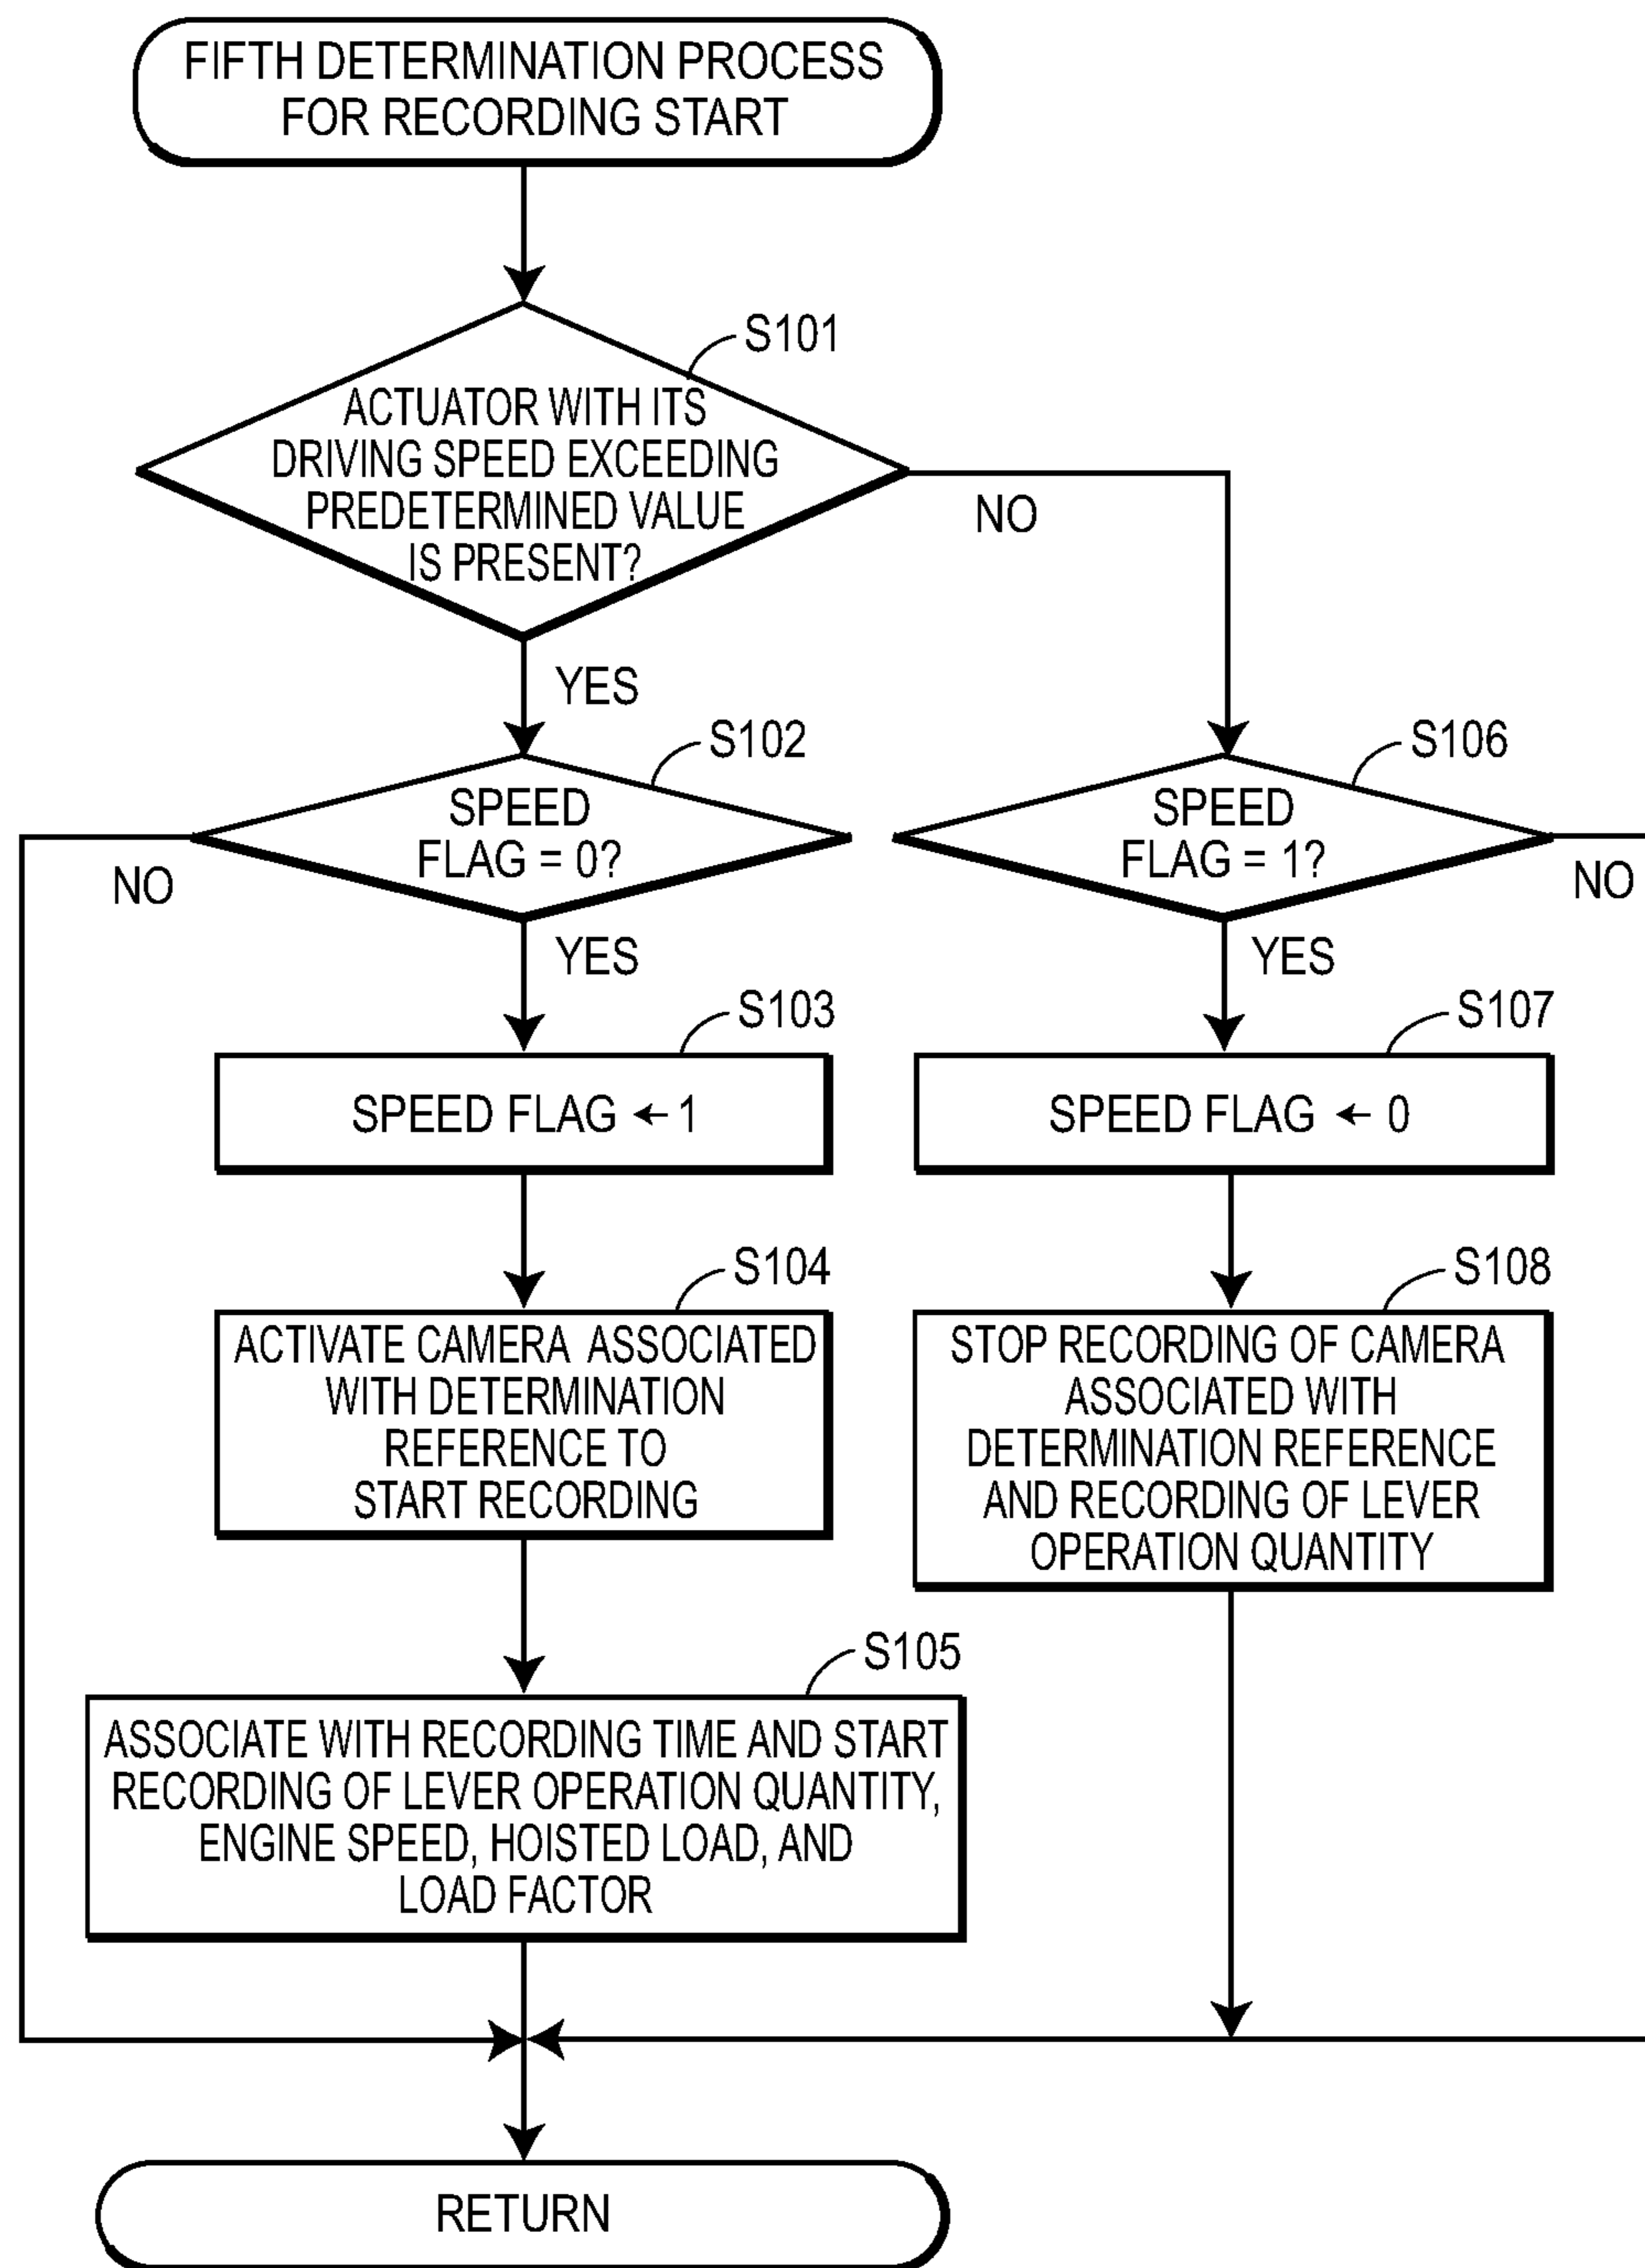 FIFTH DETERMINATION PROCESS
FOR RECORDING START
S101
ACTUATOR WITH ITS
DRIVING SPEED EXCEEDING
PREDETERMINED VALUE
IS PRESENT?
NO
YES
S102
SPEED
FLAG = 0?
NO
YES
S106
SPEED
FLAG = 1?
NO
YES
S103
SPEED FLAG ← 1
S107
SPEED FLAG ← 0
S104
ACTIVATE CAMERA ASSOCIATED
WITH DETERMINATION
REFERENCE TO
START RECORDING
S108
STOP RECORDING OF CAMERA
ASSOCIATED WITH
DETERMINATION REFERENCE
AND RECORDING OF LEVER
OPERATION QUANTITY
S105
ASSOCIATE WITH RECORDING TIME AND START
RECORDING OF LEVER OPERATION QUANTITY,
ENGINE SPEED, HOISTED LOAD, AND
LOAD FACTOR
RETURN